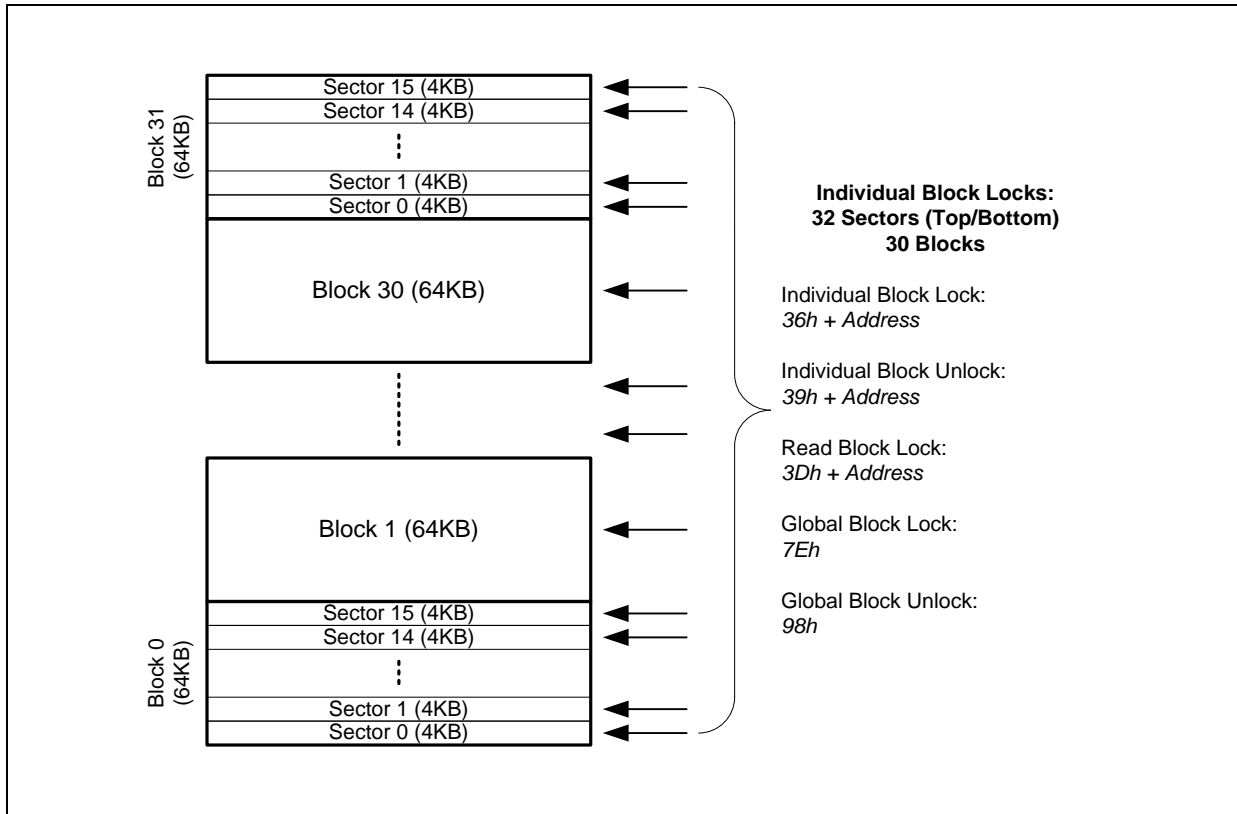 Block 31
(64KB)
Sector 15 (4KB)
Sector 14 (4KB)
Sector 1 (4KB)
Sector 0 (4KB)
Block 30 (64KB)
Block 1 (64KB)
Block 0
(64KB)
Sector 15 (4KB)
Sector 14 (4KB)
Sector 1 (4KB)
Sector 0 (4KB)
Individual Block Locks:
32 Sectors (Top/Bottom)
30 Blocks
Individual Block Lock:
36h + Address
Individual Block Unlock:
39h + Address
Read Block Lock:
3Dh + Address
Global Block Lock:
7Eh
Global Block Unlock:
98h